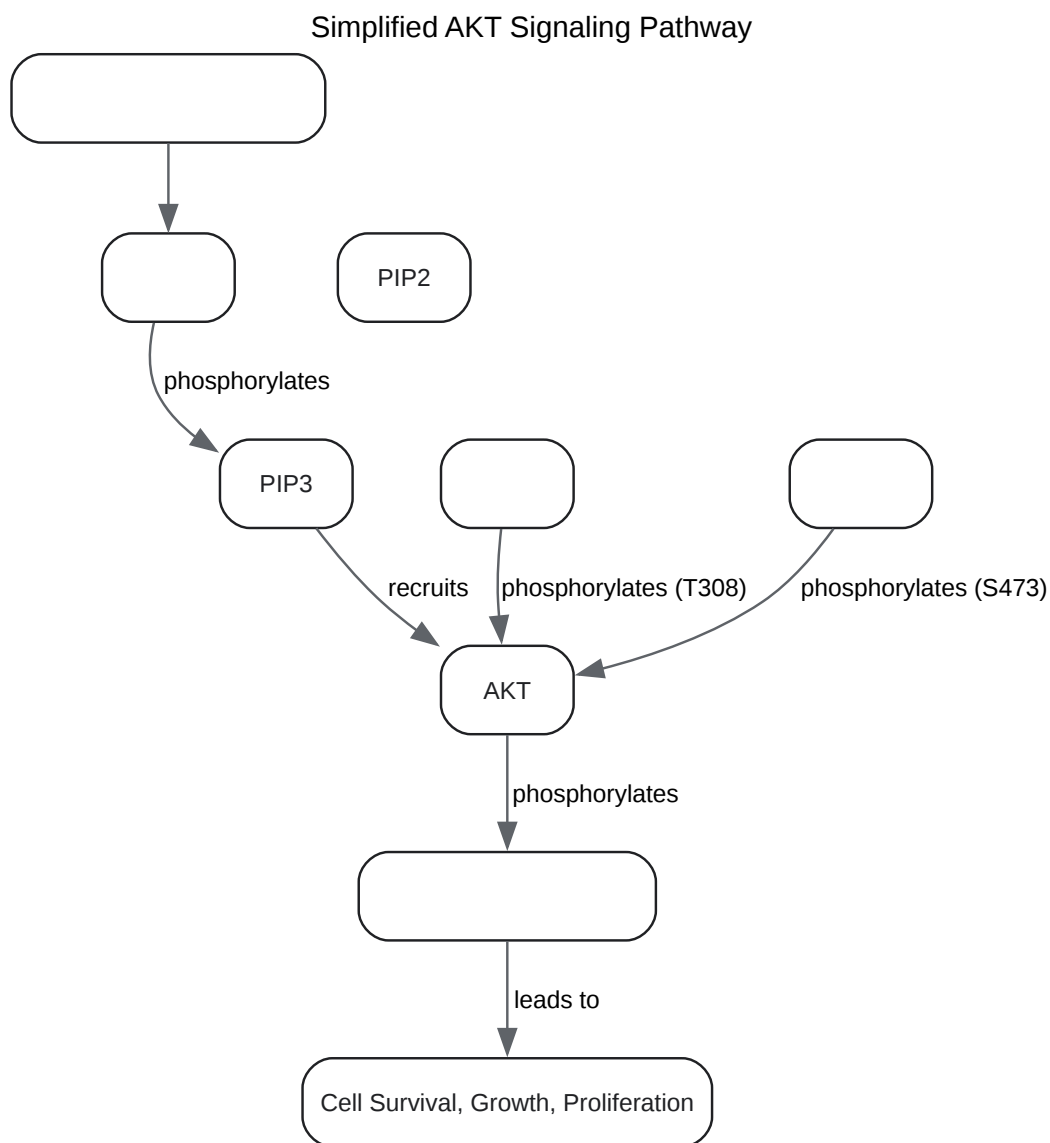 Simplified AKT Signaling Pathway
PIP2
phosphorylates
PIP3
recruits
phosphorylates (T308)
phosphorylates (S473)
AKT
phosphorylates
leads to
Cell Survival, Growth, Proliferation